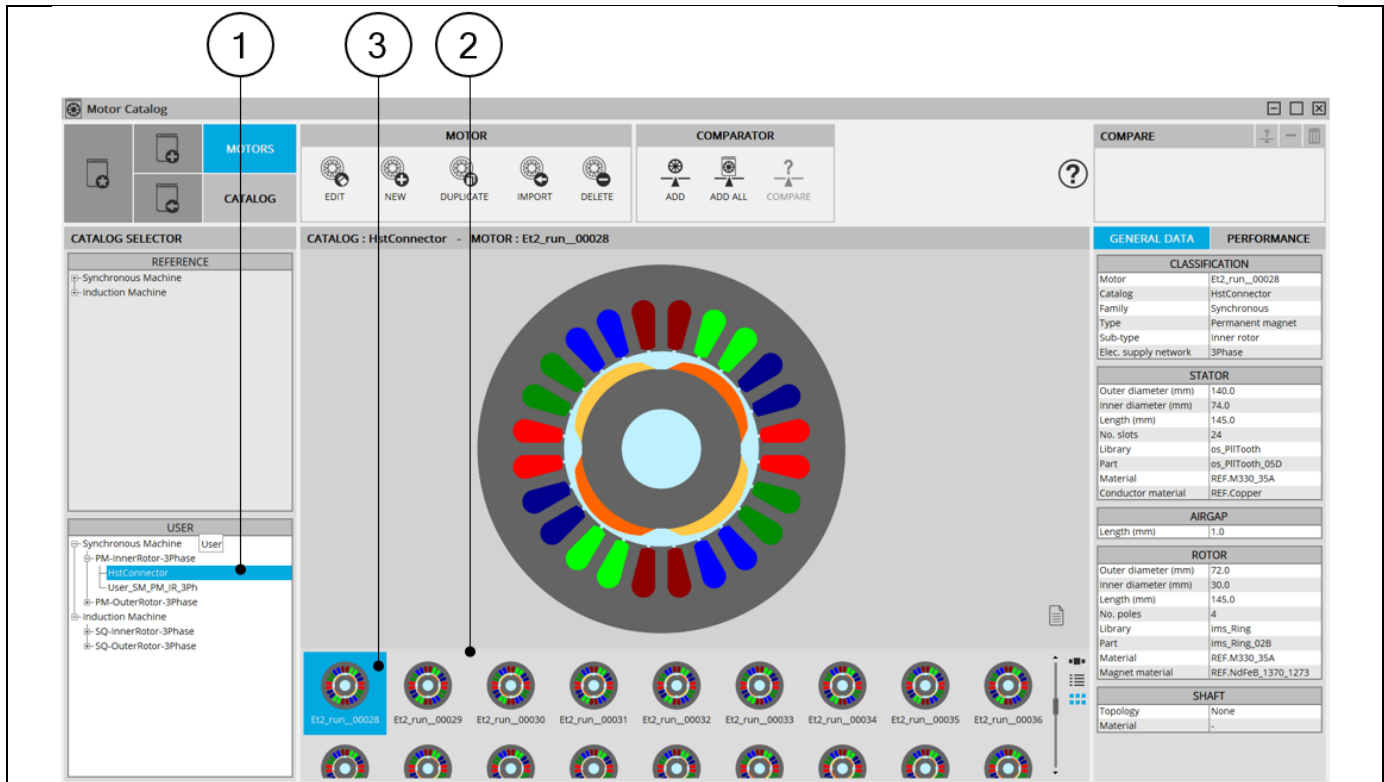 1
3
2
Motor Catalog
MOTORS
CATALOG
MOTOR
EDIT
NEW
DUPLICATE
IMPORT
DELETE
COMPARATOR
ADD
ADD ALL
?
COMPARE
?
COMPARE
?
CATALOG SELECTOR
REFERENCE
Synchronous Machine
Induction Machine
USER
Synchronous Machine
User
PM-InnerRotor-3Phase
HstConnector
User_SM_PM_IR_3Ph
PM-OuterRotor-3Phase
Induction Machine
SQ-InnerRotor-3Phase
SQ-OuterRotor-3Phase
CATALOG : HstConnector - MOTOR : Et2_run__00028
Et2_run__00028
Et2_run__00029
Et2_run__00030
Et2_run__00031
Et2_run__00032
Et2_run__00033
Et2_run__00034
Et2_run__00035
Et2_run__00036
GENERAL DATA
PERFORMANCE
CLASSIFICATION
Motor Et2_run__00028
Catalog HstConnector
Family Synchronous
Type Permanent magnet
Sub-type Inner rotor
Elec. supply network 3Phase
STATOR
Outer diameter (mm) 140.0
Inner diameter (mm) 74.0
Length (mm) 145.0
No. slots 24
Library os_PllTooth
Part os_PllTooth_05D
Material REF.M330_35A
Conductor material REF.Copper
AIRGAP
Length (mm) 1.0
ROTOR
Outer diameter (mm) 72.0
Inner diameter (mm) 30.0
Length (mm) 145.0
No. poles 4
Library ims_Ring
Part ims_Ring_02B
Material REF.M330_35A
Magnet material REF.NdFeB_1370_1273
SHAFT
Topology None
Material -